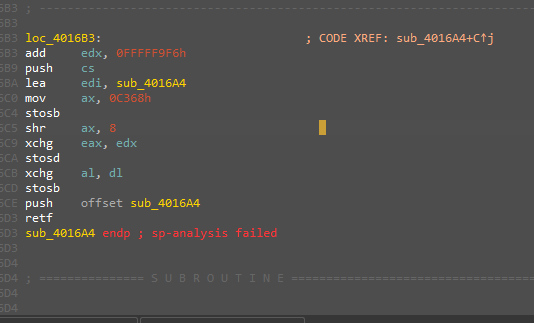 6B3 ; ---------------------------------------------------------------------------
6B3
6B3 loc_4016B3: ; CODE XREF: sub_4016A4+C↑j
6B3 add edx, 0FFFFF9F6h
6B9 push cs
6BA lea edi, sub_4016A4
6C0 mov ax, 0C368h
6C4 stosb
6C5 shr ax, 8
6C9 xchg eax, edx
6CA stosd
6CB xchg al, dl
6CD stosb
6CE push offset sub_4016A4
6D3 retf
6D3 sub_4016A4 endp ; sp-analysis failed
6D3
6D4
6D4 ; =============== S U B R O U T I N E =======================================
6D4
6D4